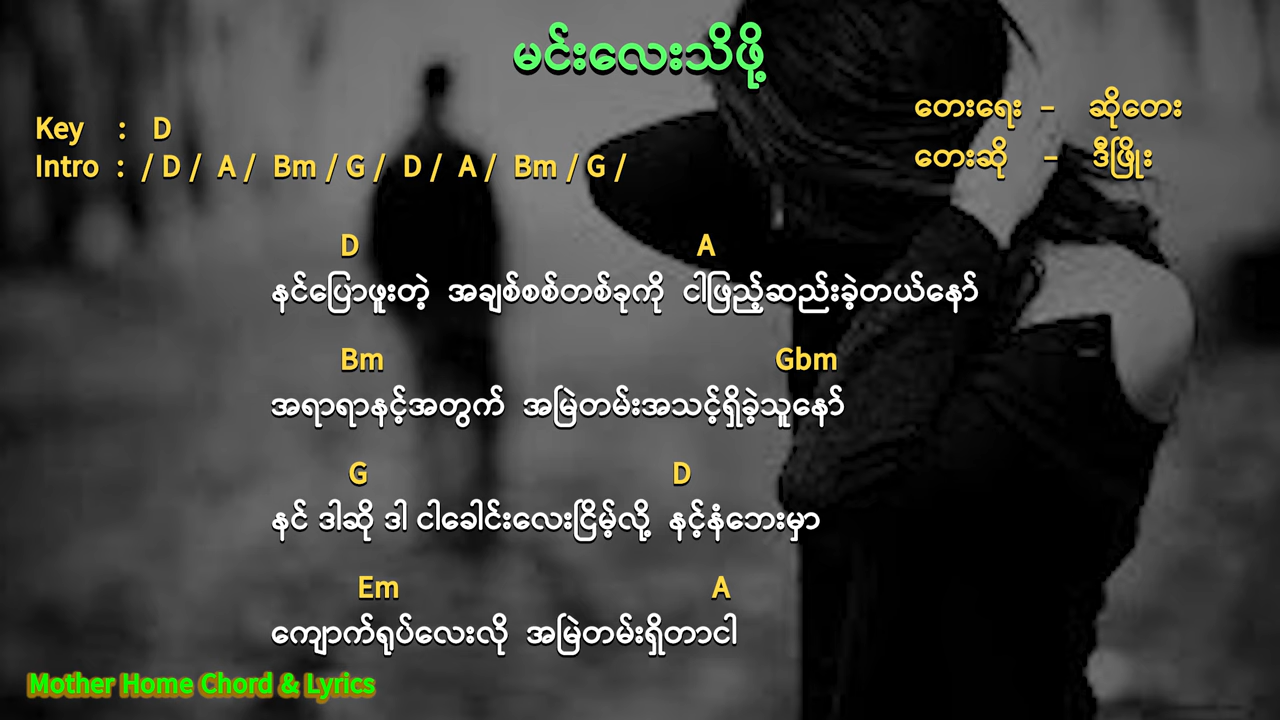 မင်းလေးသိဖို့
တေးရေး – ဆိုတေး
Key : D
တေးဆို – ဒီဖြိုး
Intro : / D / A / Bm / G / D / A / Bm / G /
D A
နင်ပြောဖူးတဲ့ အချစ်စစ်တစ်ခုကို ငါဖြည့်ဆည်းခဲ့တယ်နော်
Bm Gbm
အရာရာနင့်အတွက် အမြဲတမ်းအသင့်ရှိခဲ့သူနော်
G D
နင် ဒါဆို ဒါ ငါခေါင်းလေးငြိမ့်လို့ နင့်နံဘေးမှာ
Em A
ကျောက်ရုပ်လေးလို အမြဲတမ်းရှိတာငါ
Mother Home Chord & Lyrics